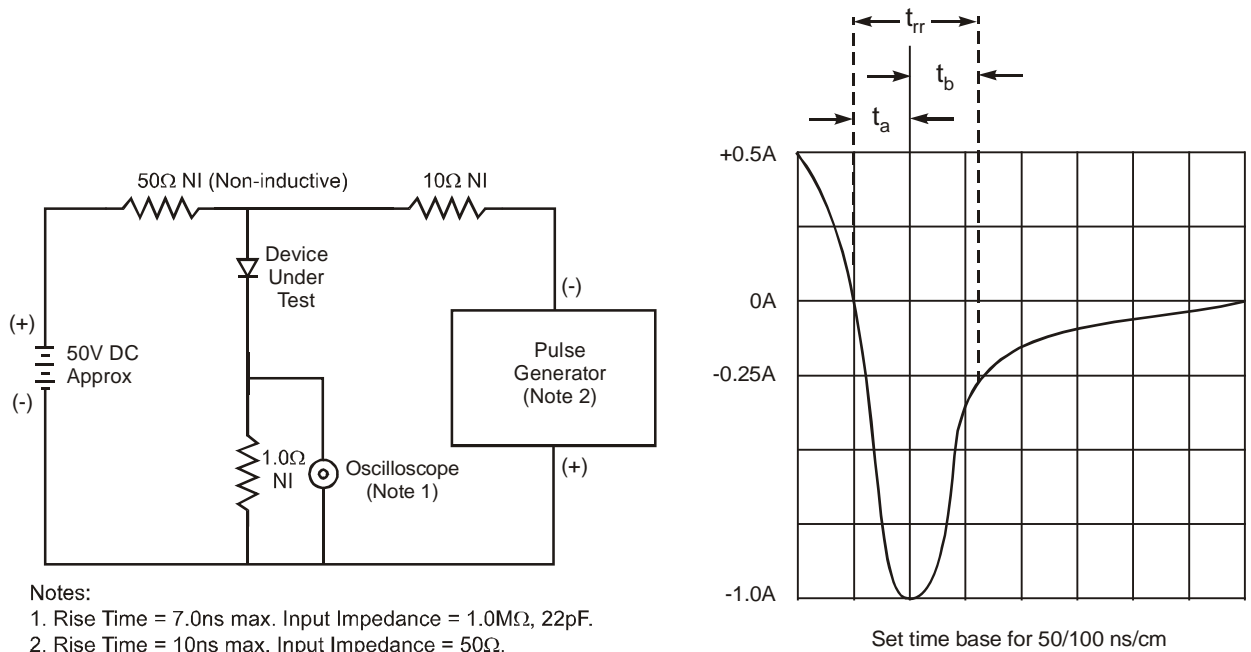 50Ω NI (Non-inductive)
10Ω NI
Device
Under
Test
(+)
50V DC
Approx
(-)
(-)
Pulse
Generator
(Note 2)
(+)
1.0Ω
NI
Oscilloscope
(Note 1)
Notes:
1. Rise Time = 7.0ns max. Input Impedance = 1.0MΩ, 22pF.
2. Rise Time = 10ns max. Input Impedance = 50Ω.
trr
tb
ta
+0.5A
0A
-0.25A
-1.0A
Set time base for 50/100 ns/cm